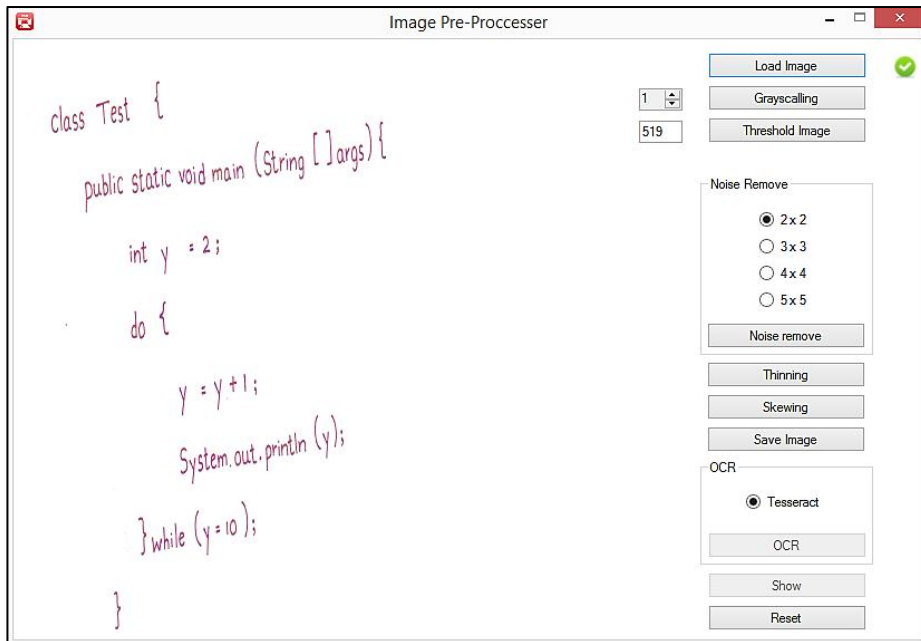 Image Pre-Proccesser
Load Image
1
Grayscalling
519
Threshold Image
class Test {
public static void main (String [ ] args) {
int y = 2;
do {
y = y + 1;
System.out.println (y);
} while (y = 10);
}
Noise Remove
2 x 2
3 x 3
4 x 4
5 x 5
Noise remove
Thinning
Skewing
Save Image
OCR
Tesseract
OCR
Show
Reset